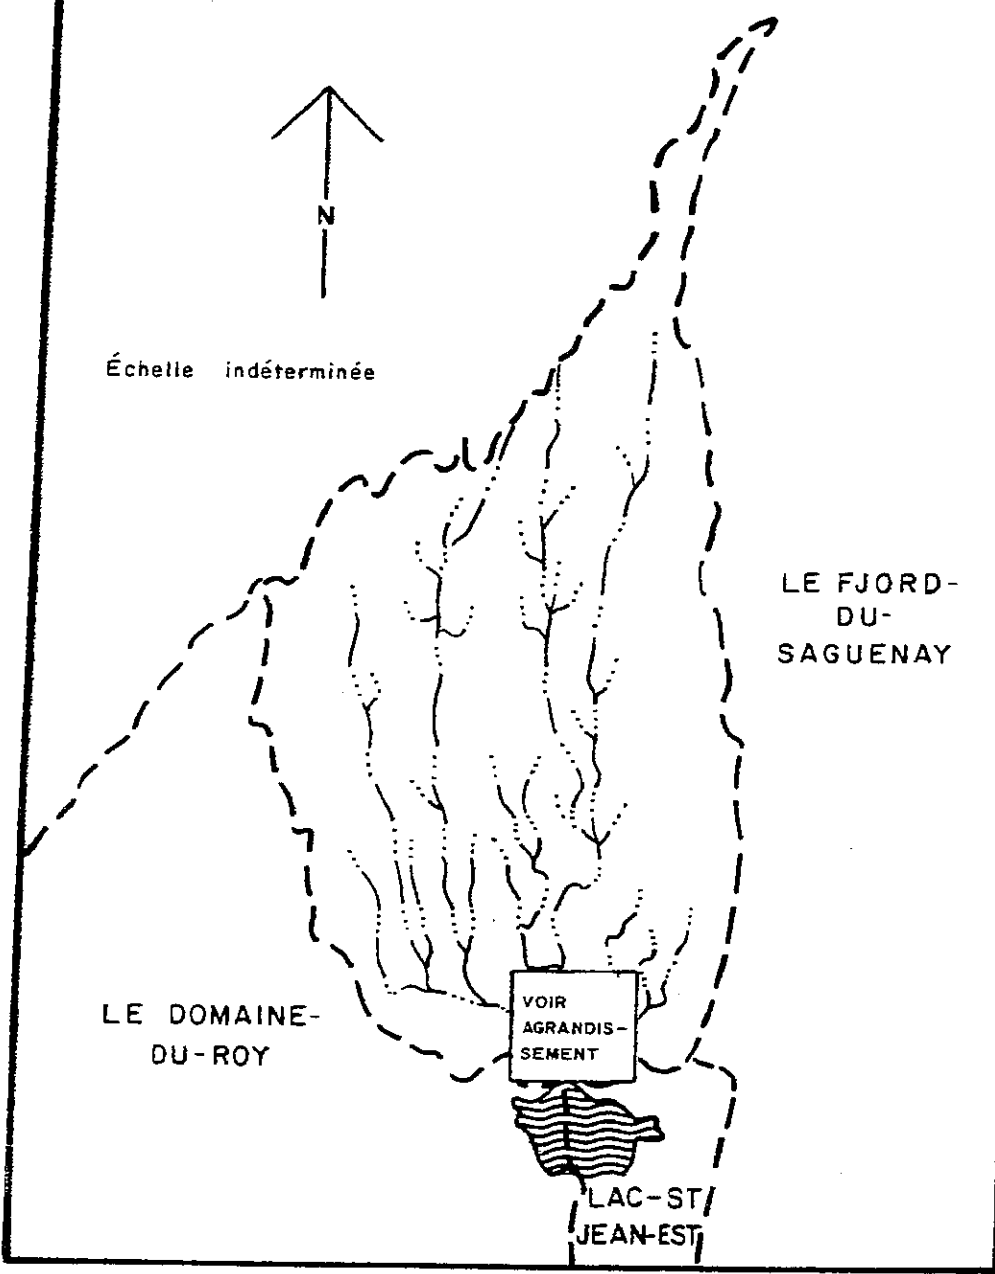 N
Échelle indéterminée
LE FJORD-
DU-
SAGUENAY
LE DOMAINE-
DU-ROY
VOIR
AGRANDIS-
SEMENT
LAC-ST
JEAN-EST